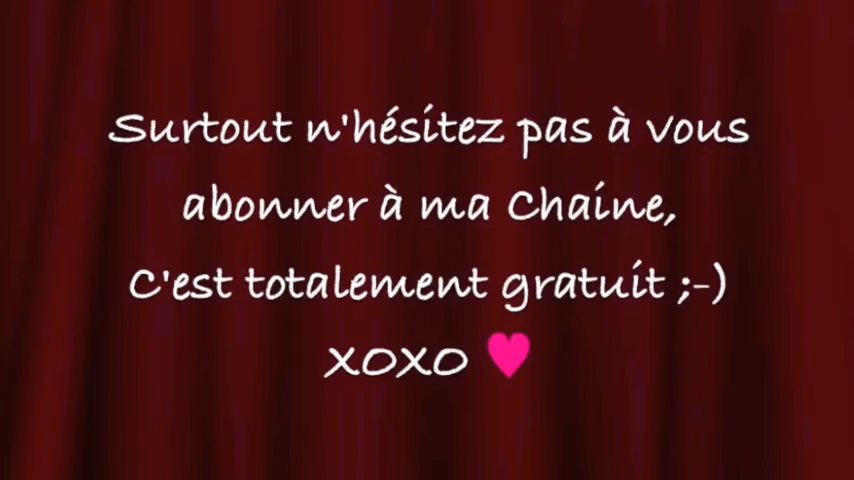 Surtout n'hésitez pas à vous
abonner à ma Chaine,
C'est totalement gratuit ;-)
XOXO ♥